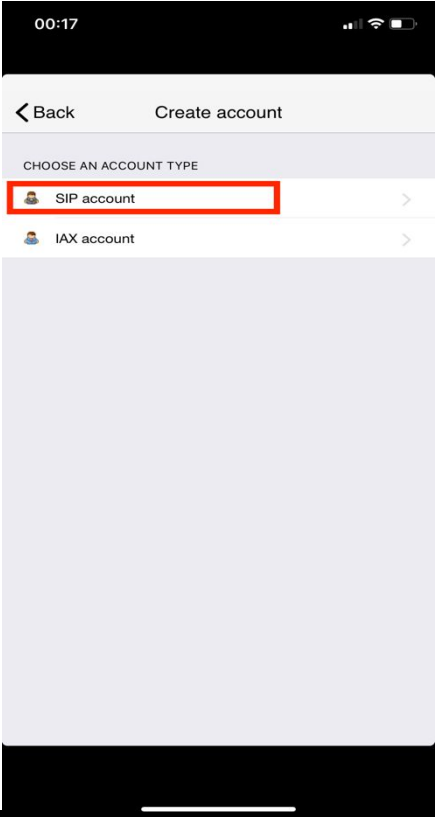 00:17
Back Create account
CHOOSE AN ACCOUNT TYPE
SIP account
IAX account